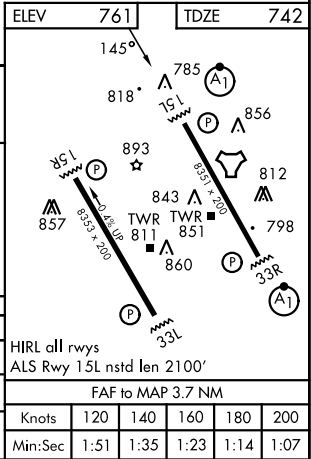 ELEV 761 TDZE 742
145°
785
A1
818
15L
P
856
15R
P
893
8351 x 200
812
0.4% UP
857
8353 x 200
843
TWR
811
TWR
851
798
860
P
33R
P
A1
33L
HIRL all rwys
ALS Rwy 15L nstd len 2100'
FAF to MAP 3.7 NM
Knots 120 140 160 180 200
Min:Sec 1:51 1:35 1:23 1:14 1:07